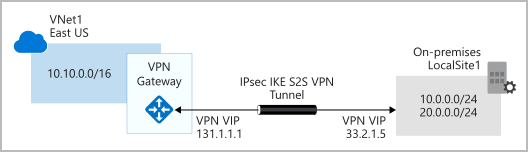 VNet1
East US
10.10.0.0/16
VPN
Gateway
VPN VIP
131.1.1.1
IPsec IKE S2S VPN
Tunnel
VPN VIP
33.2.1.5
On-premises
LocalSite1
10.0.0.0/24
20.0.0.0/24